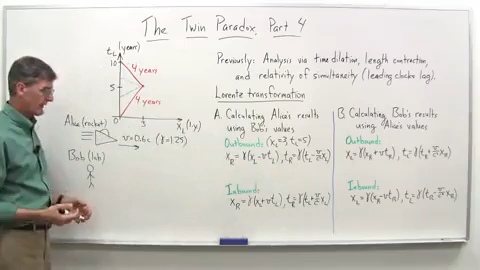 The Twin Paradox, Part 4
t_L (years)
10
5
0
3
x_L (l.y.)
4 years
4 years
Alice (rocket)
v=0.6c (γ=1.25)
Bob (lab)
Previously: Analysis via time dilation, length contraction,
and relativity of simultaneity (leading clocks lag).
Lorentz transformation
A. Calculating Alice's results
using Bob's values
Outbound: (x_L=3, t_L=5)
x_R=γ(x_L-vt_L), t_R=γ(t_L-v/c² x_L)
Inbound:
x_R=γ(x_L+vt_L), t_R=γ(t_L+v/c² x_L)
B. Calculating Bob's results
using Alice's values
Outbound:
x_L=γ(x_R+vt_R), t_L=γ(t_R+v/c² x_R)
Inbound:
x_L=γ(x_R-vt_R), t_L=γ(t_R-v/c² x_R)